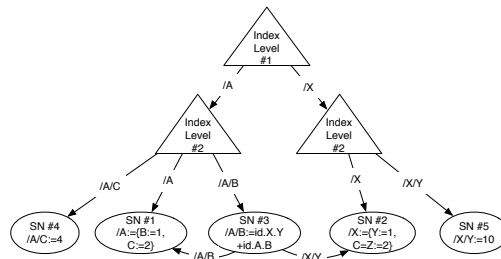 Index
Level
#1
/A
/X
Index
Level
#2
Index
Level
#2
/A/C
/A
/A/B
/X
/X/Y
SN #4
/A/C:=4
SN #1
/A:={B:=1,
C:=2}
SN #3
/A/B:=id.X.Y
+id.A.B
SN #2
/X:={Y:=1,
C=Z:=2}
SN #5
/X/Y:=10
/A/B
/X/Y